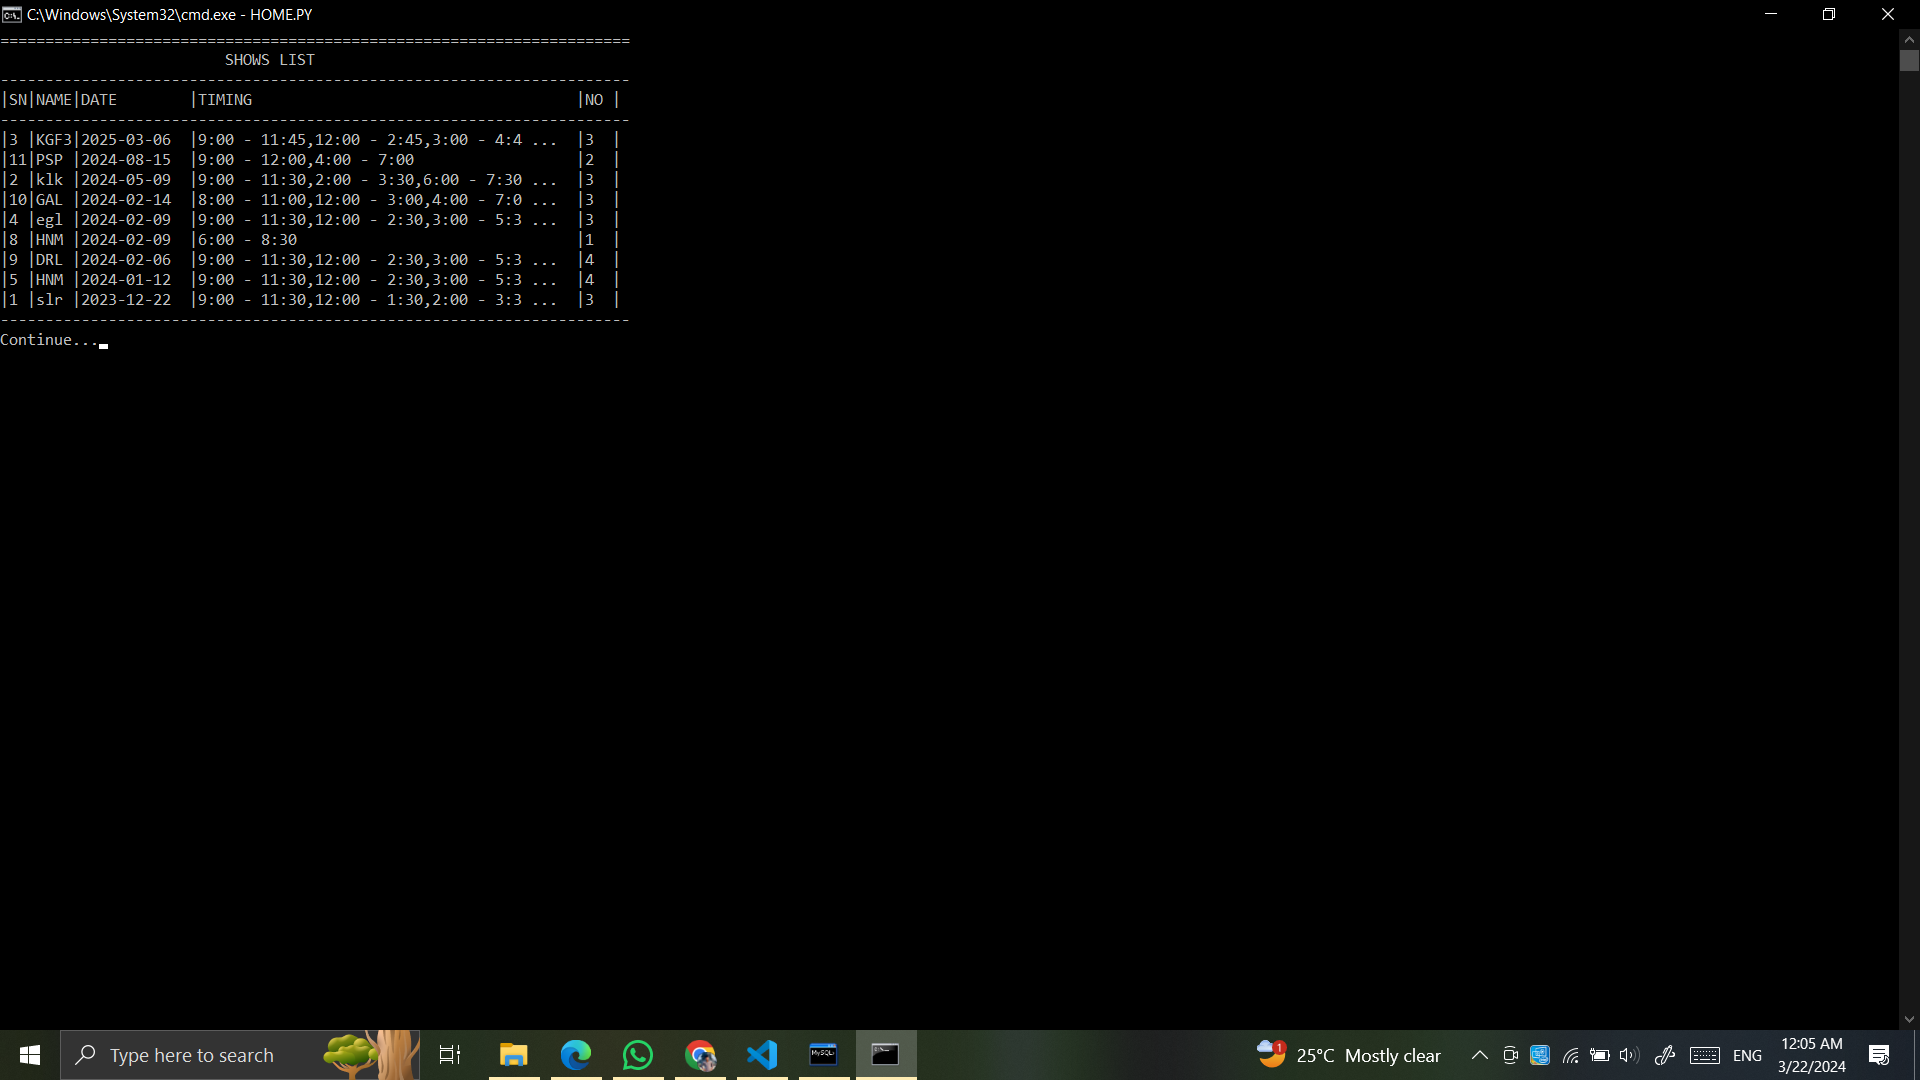 C:\Windows\System32\cmd.exe - HOME.PY
======================================================================
SHOWS LIST
----------------------------------------------------------------------
|SN|NAME|DATE        |TIMING                                    |NO |
----------------------------------------------------------------------
|3 |KGF3|2025-03-06  |9:00 - 11:45,12:00 - 2:45,3:00 - 4:4 ...  |3  |
|11|PSP |2024-08-15  |9:00 - 12:00,4:00 - 7:00                  |2  |
|2 |klk |2024-05-09  |9:00 - 11:30,2:00 - 3:30,6:00 - 7:30 ...  |3  |
|10|GAL |2024-02-14  |8:00 - 11:00,12:00 - 3:00,4:00 - 7:0 ...  |3  |
|4 |egl |2024-02-09  |9:00 - 11:30,12:00 - 2:30,3:00 - 5:3 ...  |3  |
|8 |HNM |2024-02-09  |6:00 - 8:30                               |1  |
|9 |DRL |2024-02-06  |9:00 - 11:30,12:00 - 2:30,3:00 - 5:3 ...  |4  |
|5 |HNM |2024-01-12  |9:00 - 11:30,12:00 - 2:30,3:00 - 5:3 ...  |4  |
|1 |slr |2023-12-22  |9:00 - 11:30,12:00 - 1:30,2:00 - 3:3 ...  |3  |
----------------------------------------------------------------------
Continue...
Type here to search
MySQL
1
25°C Mostly clear
ENG
12:05 AM
3/22/2024